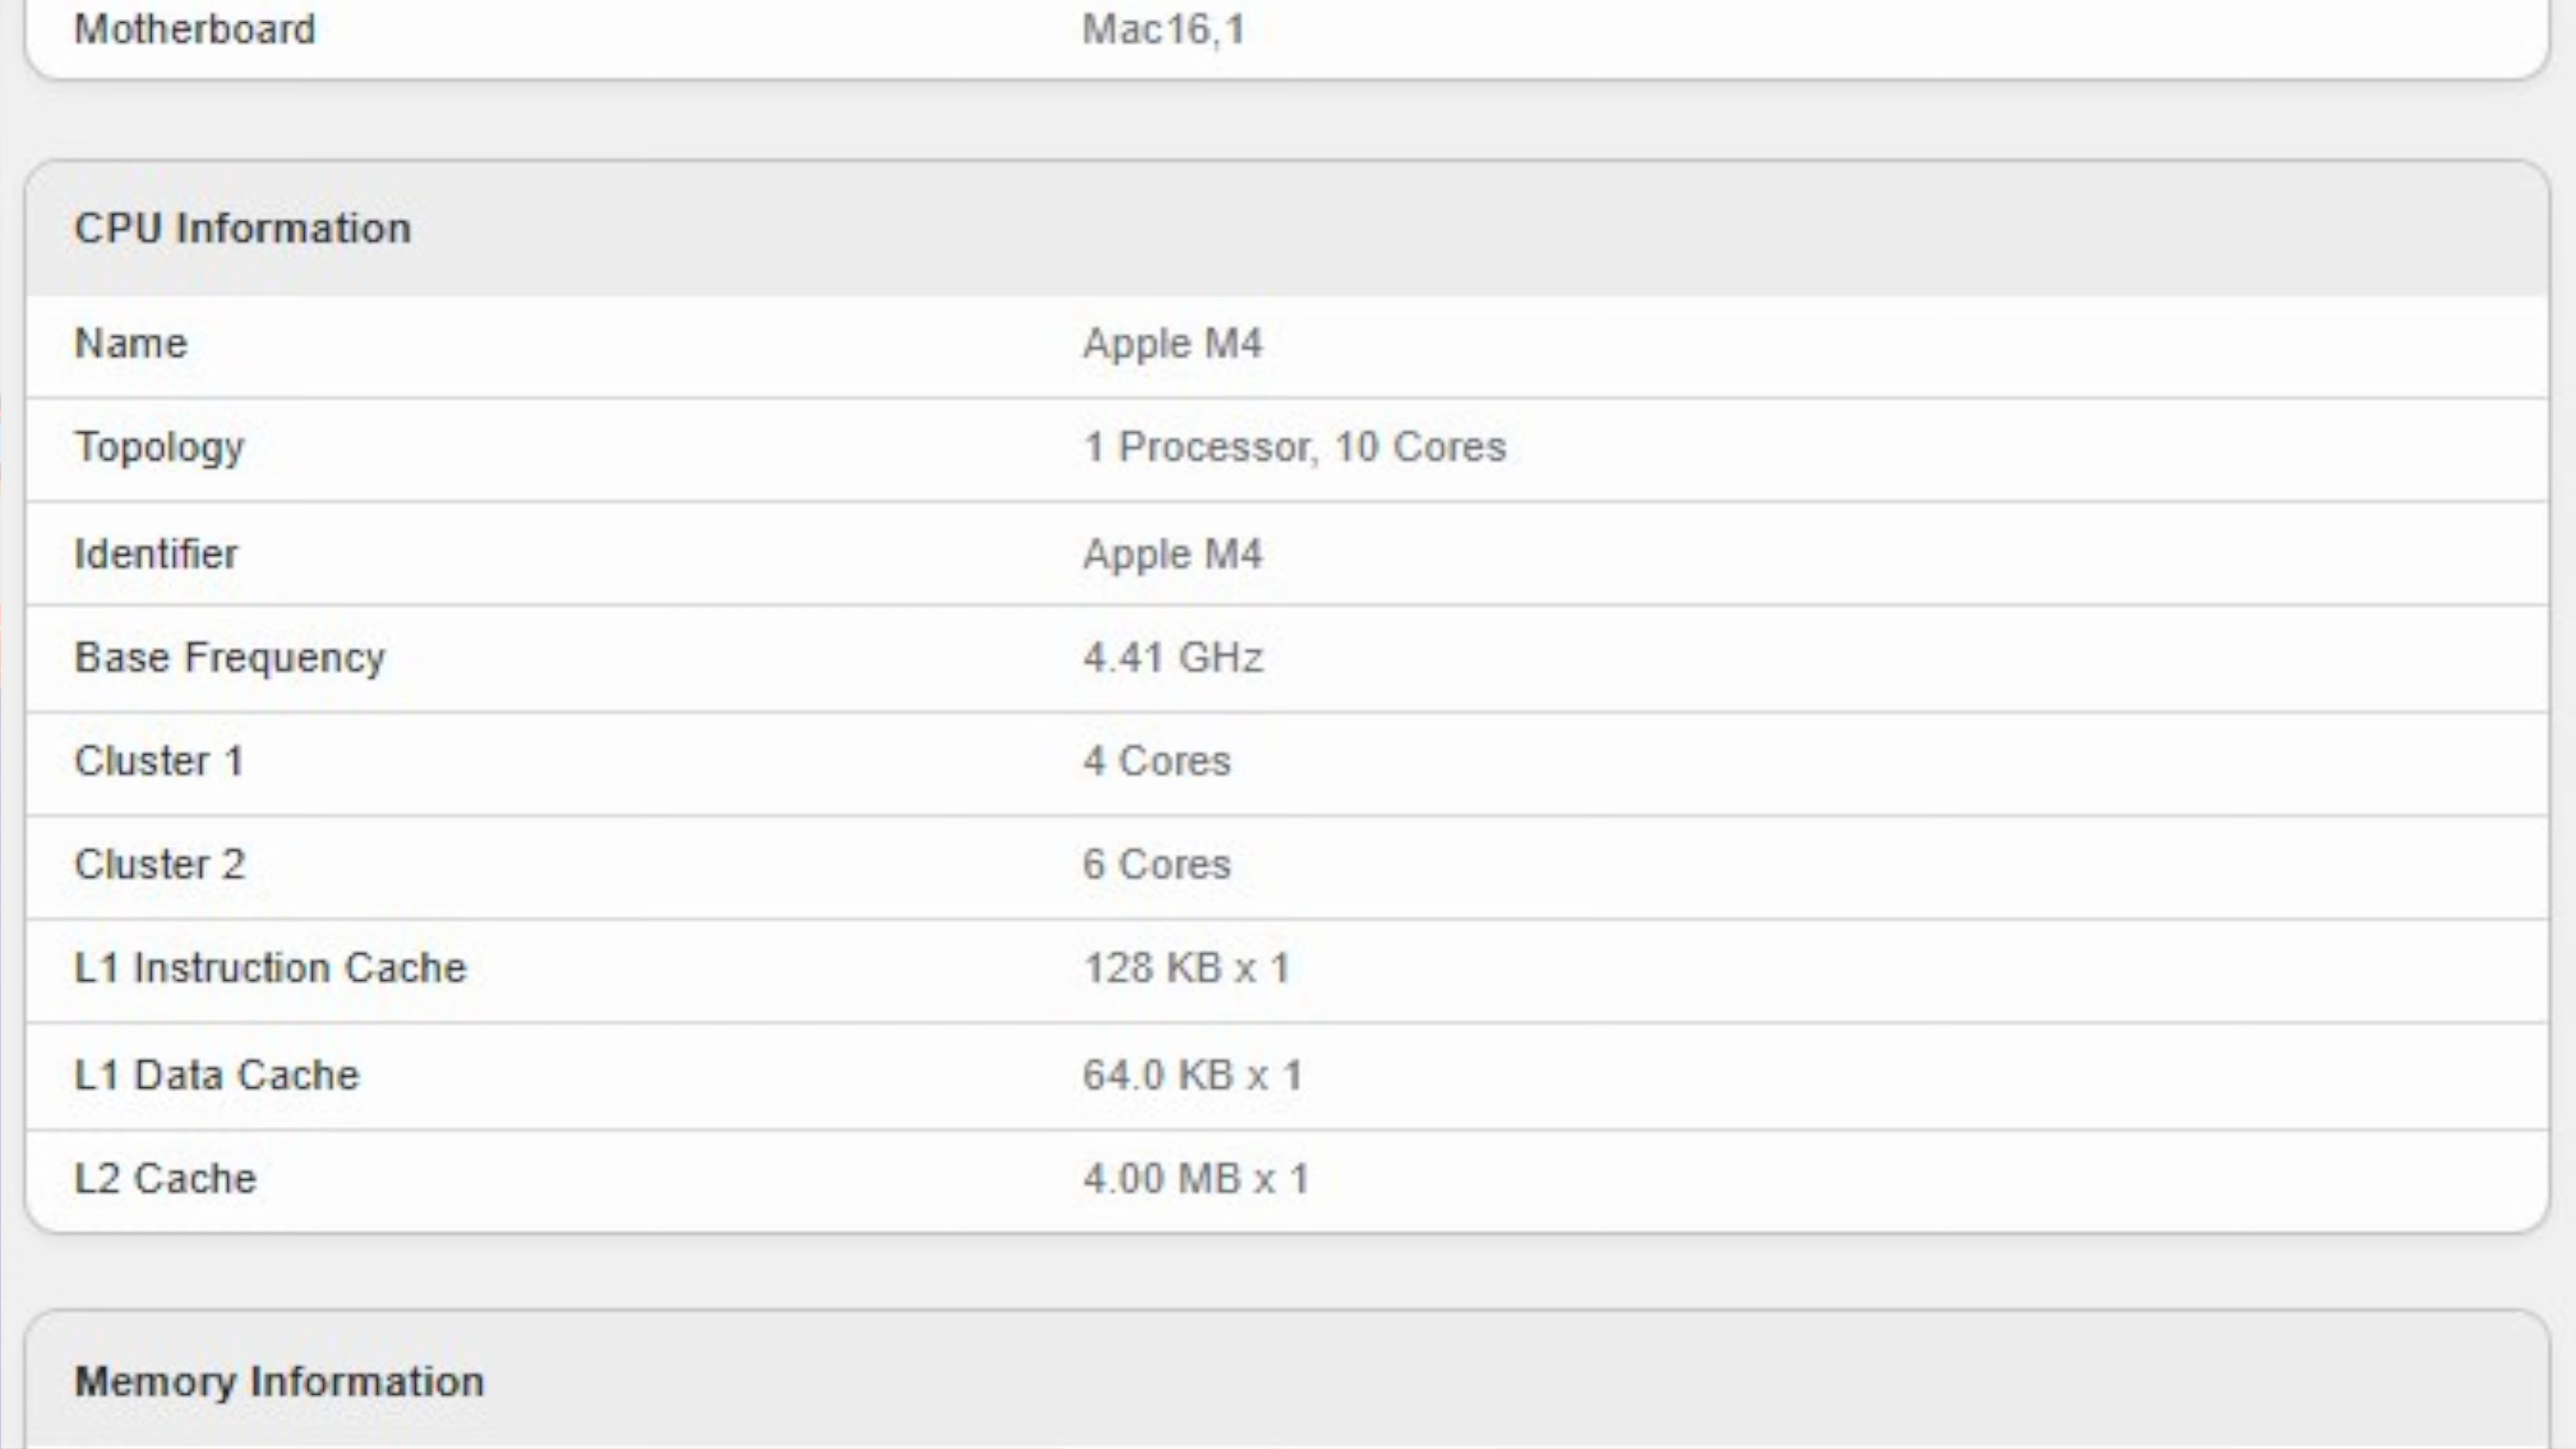 Motherboard Mac16,1
CPU Information
Name Apple M4
Topology 1 Processor, 10 Cores
Identifier Apple M4
Base Frequency 4.41 GHz
Cluster 1 4 Cores
Cluster 2 6 Cores
L1 Instruction Cache 128 KB x 1
L1 Data Cache 64.0 KB x 1
L2 Cache 4.00 MB x 1
Memory Information